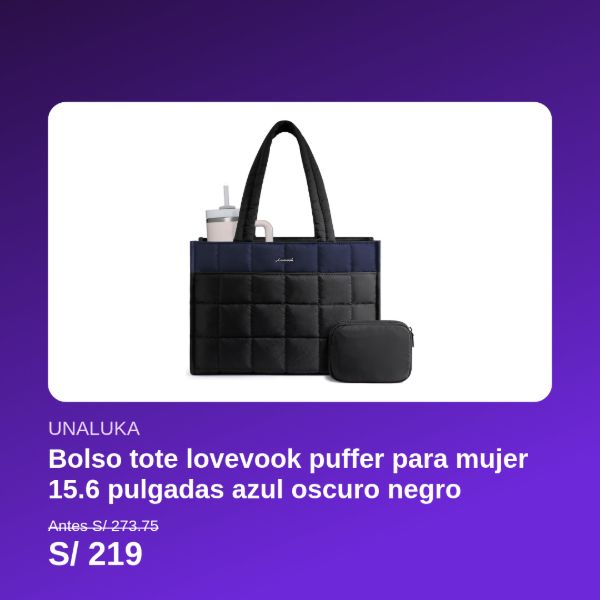 UNALUKA
Bolso tote lovevook puffer para mujer
15.6 pulgadas azul oscuro negro
Antes S/ 273.75
S/ 219